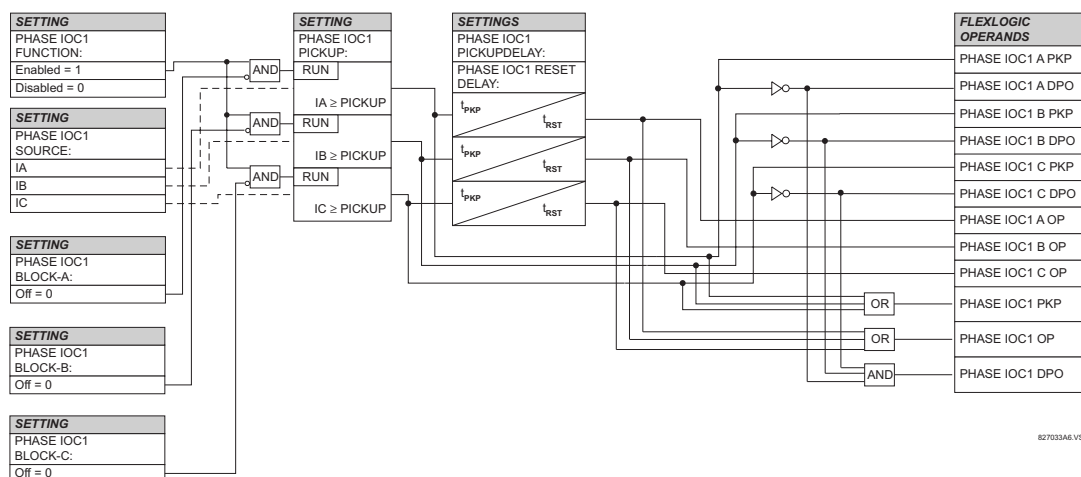 SETTING
PHASE IOC1
FUNCTION:
Enabled = 1
Disabled = 0
SETTING
PHASE IOC1
SOURCE:
IA
IB
IC
SETTING
PHASE IOC1
BLOCK-A:
Off = 0
SETTING
PHASE IOC1
BLOCK-B:
Off = 0
SETTING
PHASE IOC1
BLOCK-C:
Off = 0
AND
AND
AND
SETTING
PHASE IOC1
PICKUP:
RUN
IA ≥ PICKUP
RUN
IB ≥ PICKUP
RUN
IC ≥ PICKUP
SETTINGS
PHASE IOC1
PICKUPDELAY:
PHASE IOC1 RESET
DELAY:
tPKP
tRST
tPKP
tRST
tPKP
tRST
OR
OR
AND
FLEXLOGIC
OPERANDS
PHASE IOC1 A PKP
PHASE IOC1 A DPO
PHASE IOC1 B PKP
PHASE IOC1 B DPO
PHASE IOC1 C PKP
PHASE IOC1 C DPO
PHASE IOC1 A OP
PHASE IOC1 B OP
PHASE IOC1 C OP
PHASE IOC1 PKP
PHASE IOC1 OP
PHASE IOC1 DPO
827033A6.VS